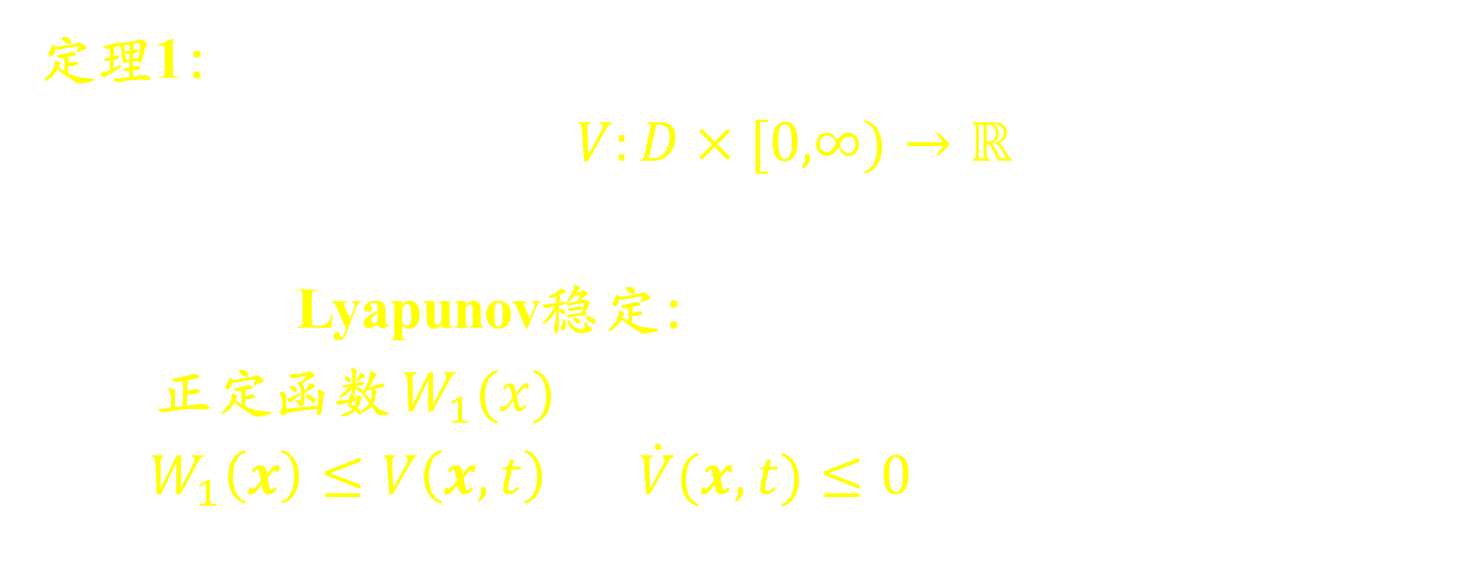 定理1:
V: D × [0,∞) → ℝ
Lyapunov稳定:
正定函数 W₁(x)
W₁(x) ≤ V(x, t) V̇(x, t) ≤ 0